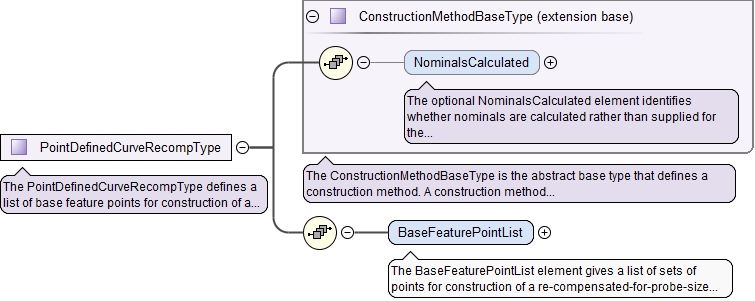 ConstructionMethodBaseType (extension base)
NominalsCalculated
The optional NominalsCalculated element identifies
whether nominals are calculated rather than supplied for
the...
PointDefinedCurveRecompType
The PointDefinedCurveRecompType defines a
list of base feature points for construction of a...
The ConstructionMethodBaseType is the abstract base type that defines a
construction method. A construction method...
BaseFeaturePointList
The BaseFeaturePointList element gives a list of sets of
points for construction of a re-compensated-for-probe-size...